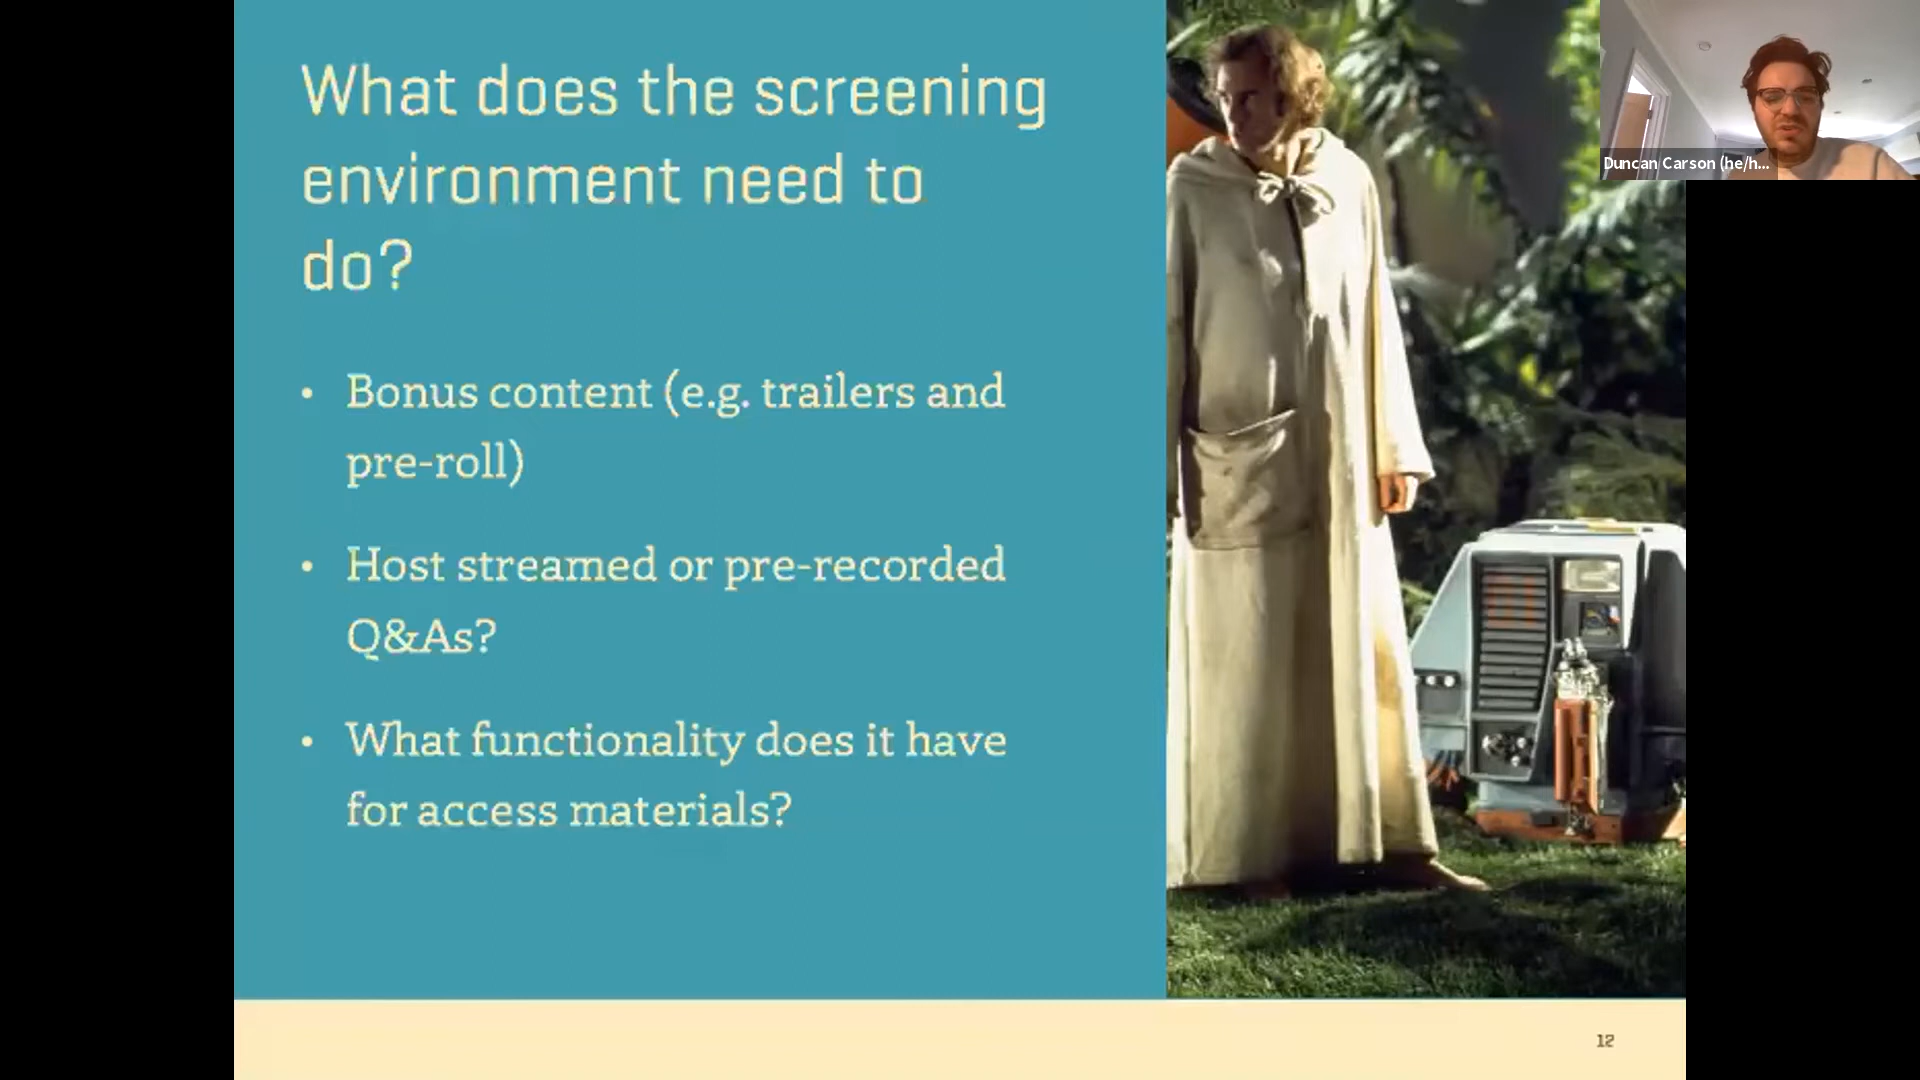 What does the screening
environment need to
do?
• Bonus content (e.g. trailers and
pre-roll)
• Host streamed or pre-recorded
Q&As?
• What functionality does it have
for access materials?
Duncan Carson (he/h...
12